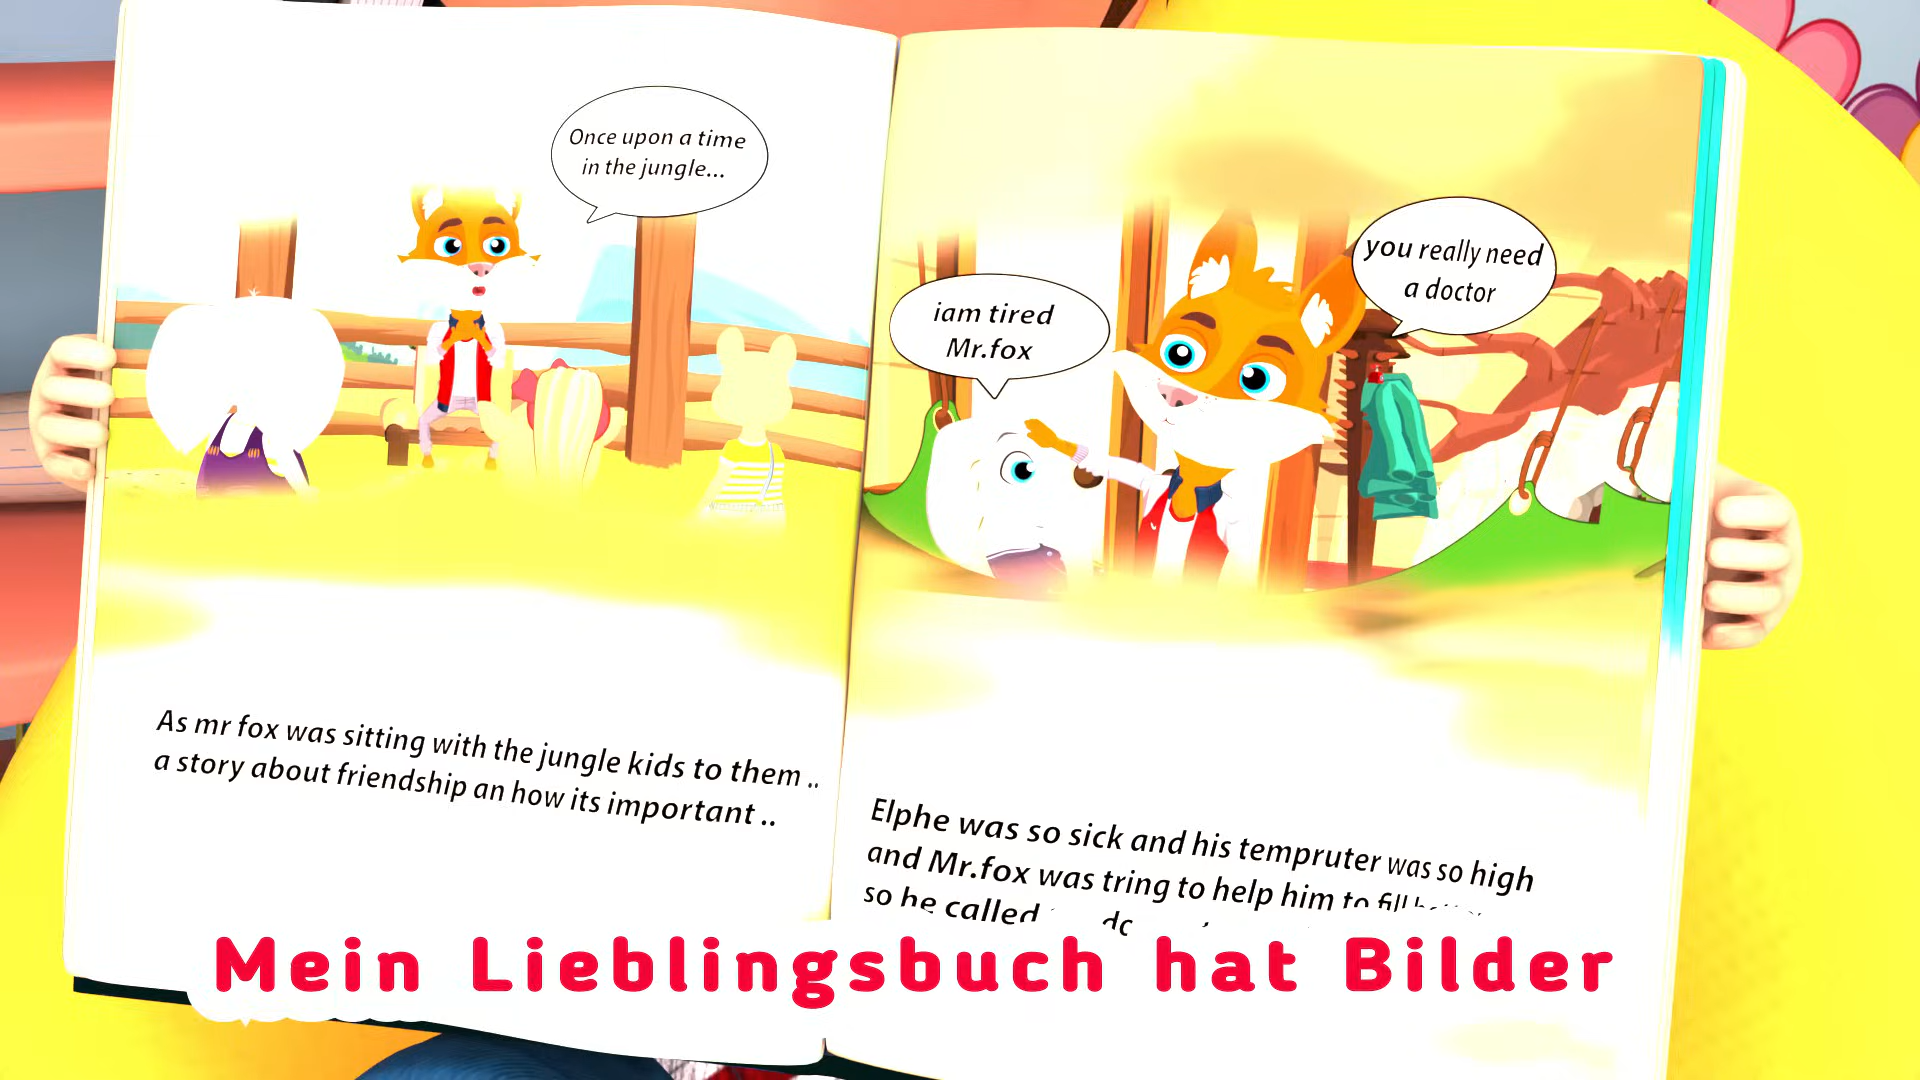 Once upon a time
in the jungle...
As mr fox was sitting with the jungle kids to them ..
a story about friendship an how its important ..
iam tired
Mr.fox
you really need
a doctor
Elphe was so sick and his tempruter was so high
and Mr.fox was tring to help him to fill
so he called
Mein Lieblingsbuch hat Bilder